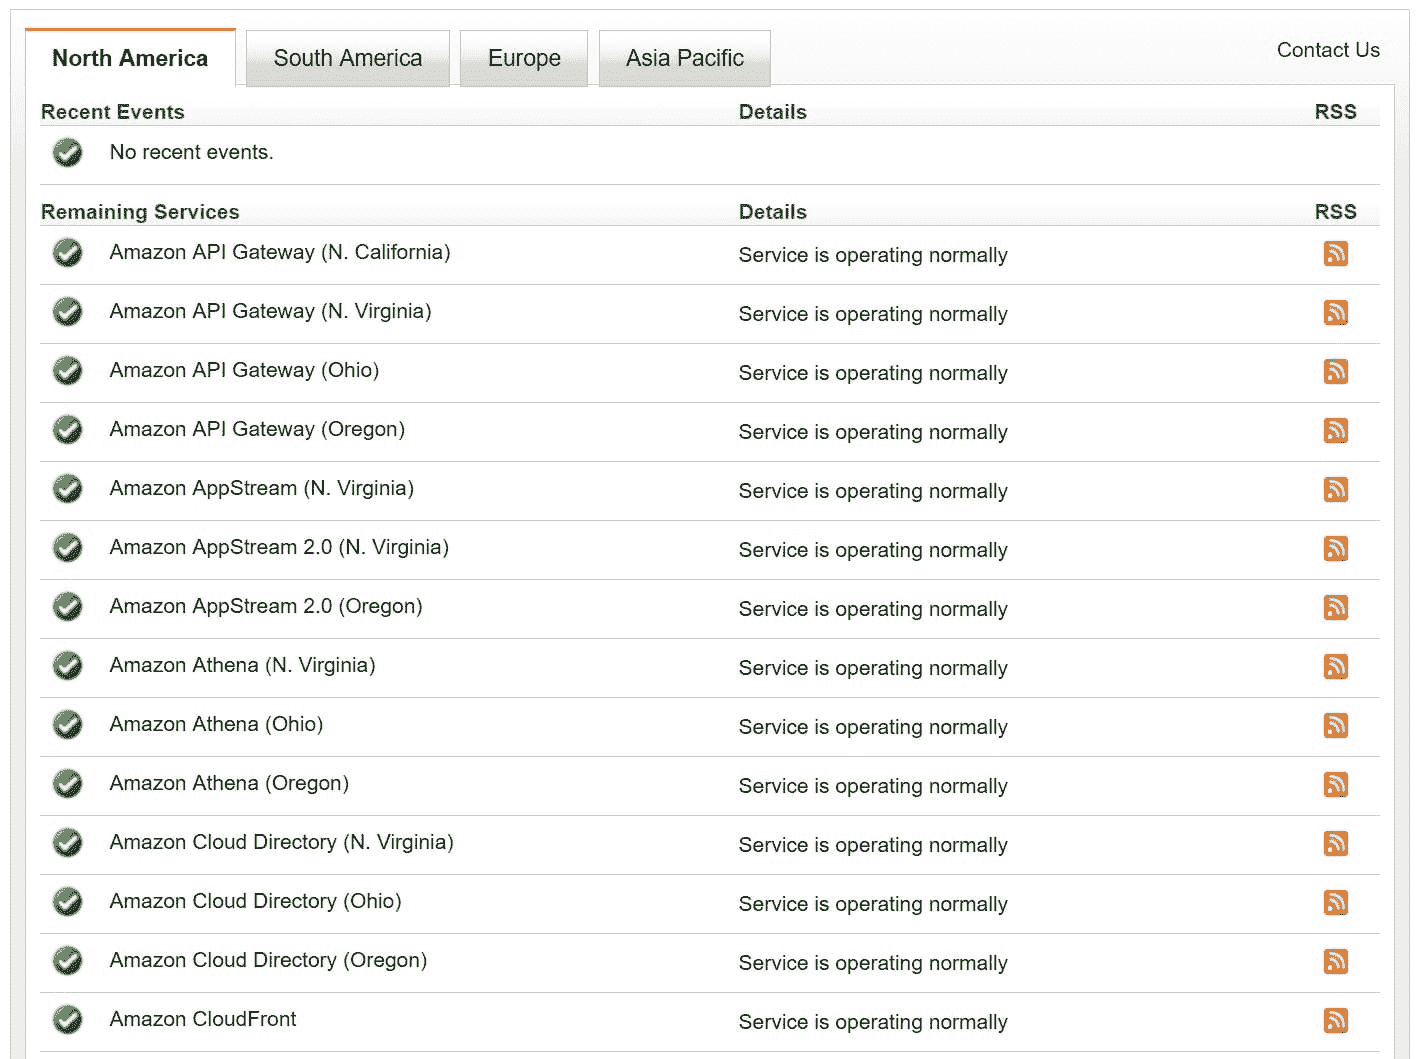 North America South America Europe Asia Pacific Contact Us
Recent Events Details RSS
No recent events.
Remaining Services Details RSS
Amazon API Gateway (N. California) Service is operating normally
Amazon API Gateway (N. Virginia) Service is operating normally
Amazon API Gateway (Ohio) Service is operating normally
Amazon API Gateway (Oregon) Service is operating normally
Amazon AppStream (N. Virginia) Service is operating normally
Amazon AppStream 2.0 (N. Virginia) Service is operating normally
Amazon AppStream 2.0 (Oregon) Service is operating normally
Amazon Athena (N. Virginia) Service is operating normally
Amazon Athena (Ohio) Service is operating normally
Amazon Athena (Oregon) Service is operating normally
Amazon Cloud Directory (N. Virginia) Service is operating normally
Amazon Cloud Directory (Ohio) Service is operating normally
Amazon Cloud Directory (Oregon) Service is operating normally
Amazon CloudFront Service is operating normally